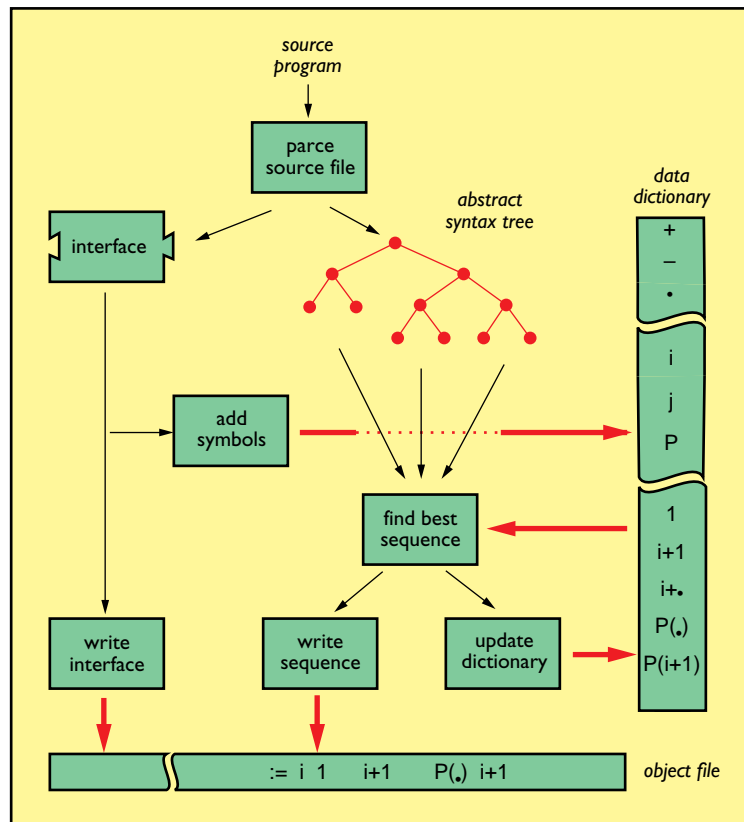 source
program
parce
source file
abstract
syntax tree
data
dictionary
interface
+
–
•
i
j
P
add
symbols
find best
sequence
1
i+1
i+•
P(•)
P(i+1)
write
interface
write
sequence
update
dictionary
:= i 1 i+1 P(•) i+1
object file